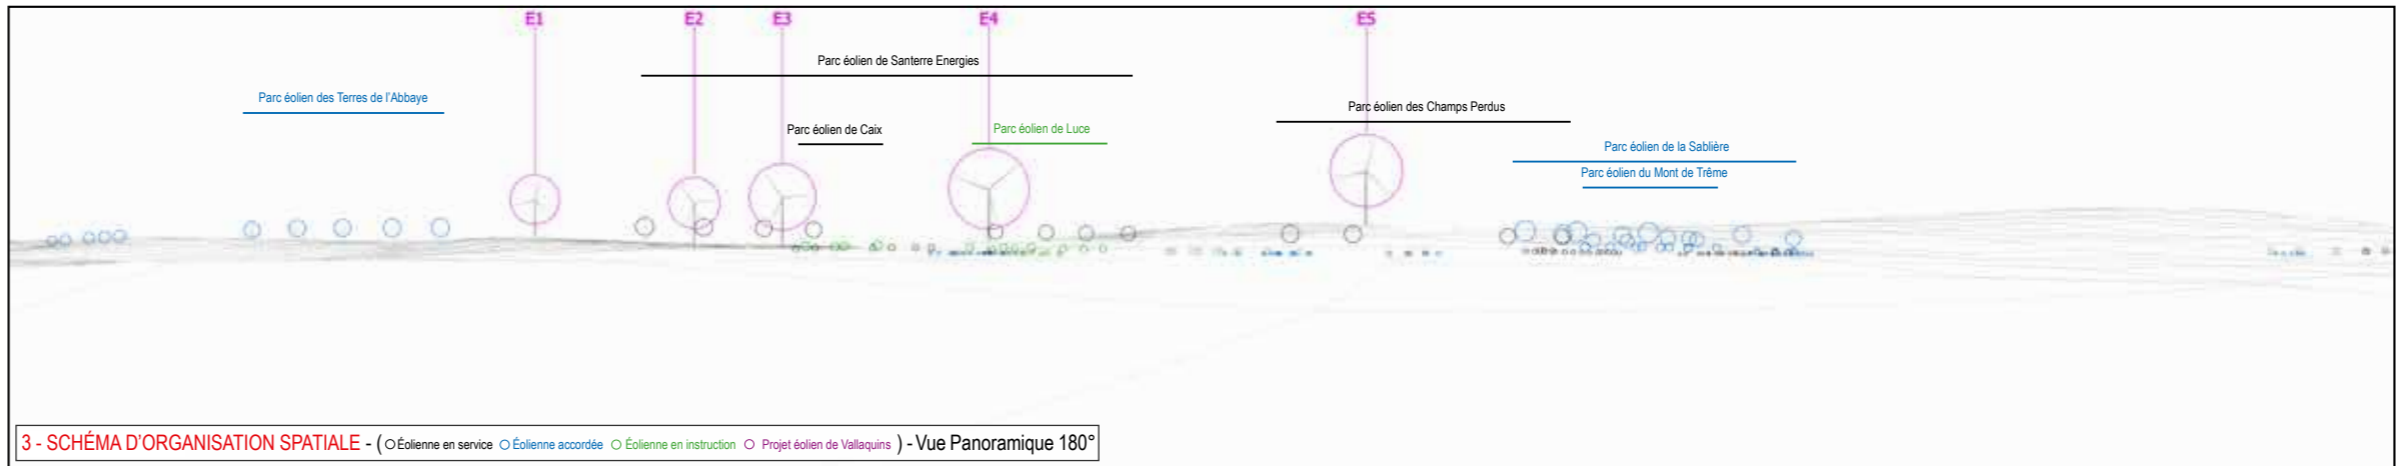 E1 E2 E3 E4 E5
Parc éolien de Santerre Energies
Parc éolien des Terres de l'Abbaye
Parc éolien des Champs Perdus
Parc éolien de Caix
Parc éolien de Luce
Parc éolien de la Sablière
Parc éolien du Mont de Trême
3 - SCHÉMA D'ORGANISATION SPATIALE - ( Éolienne en service Éolienne accordée Éolienne en instruction Projet éolien de Vallaquins ) - Vue Panoramique 180°